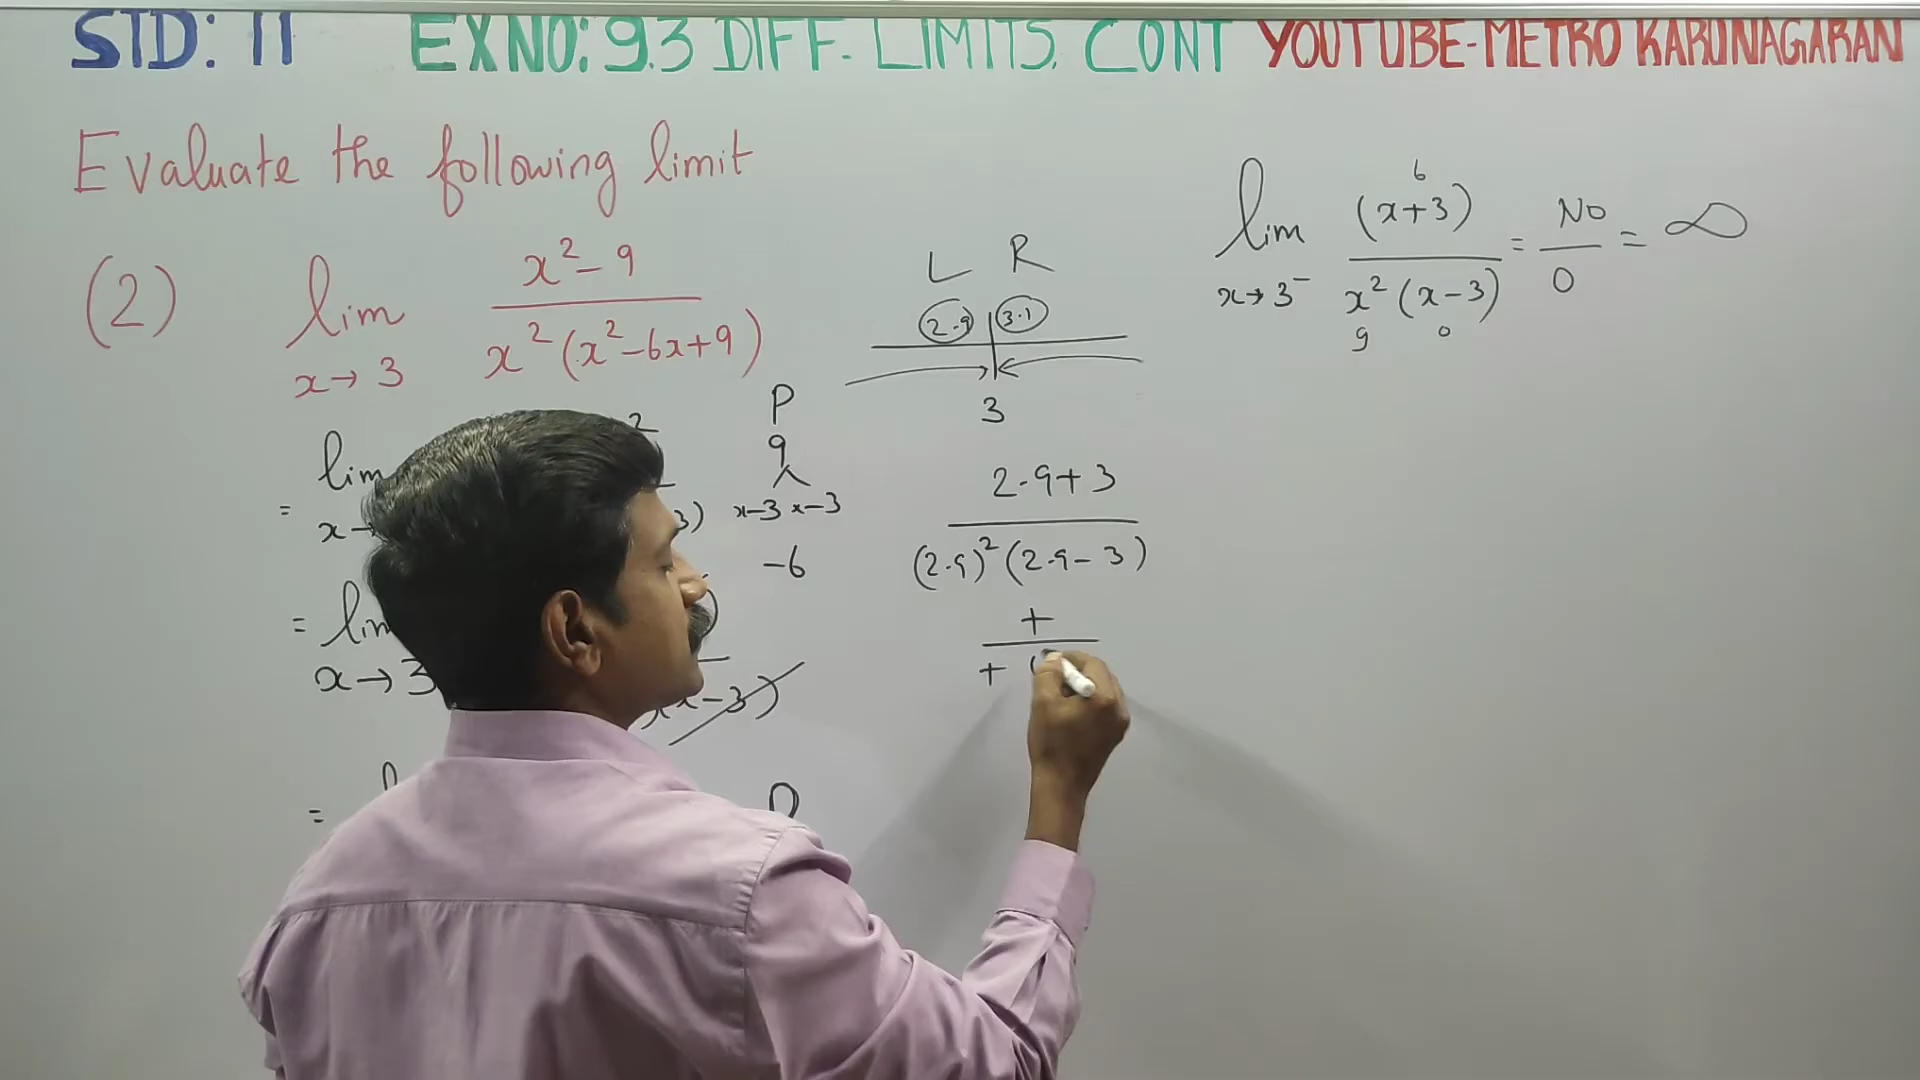 STD: 11 EXNO: 9.3 DIFF. LIMITS. CONT YOUTUBE-METRO KARUNAGARAN
Evaluate the following limit
(2) lim x→3 x²-9 / x²(x²-6x+9)
L R
2.9 3.1
3
lim x→3⁻ (x+3) / x²(x-3) = NO / 0 = ∞
6
9 0
P
9
x-3 x-3
-6
= lim
2
3)
= lim
x→3
x-3)
=
2.9+3
(2.9)²(2.9-3)
+
+ (